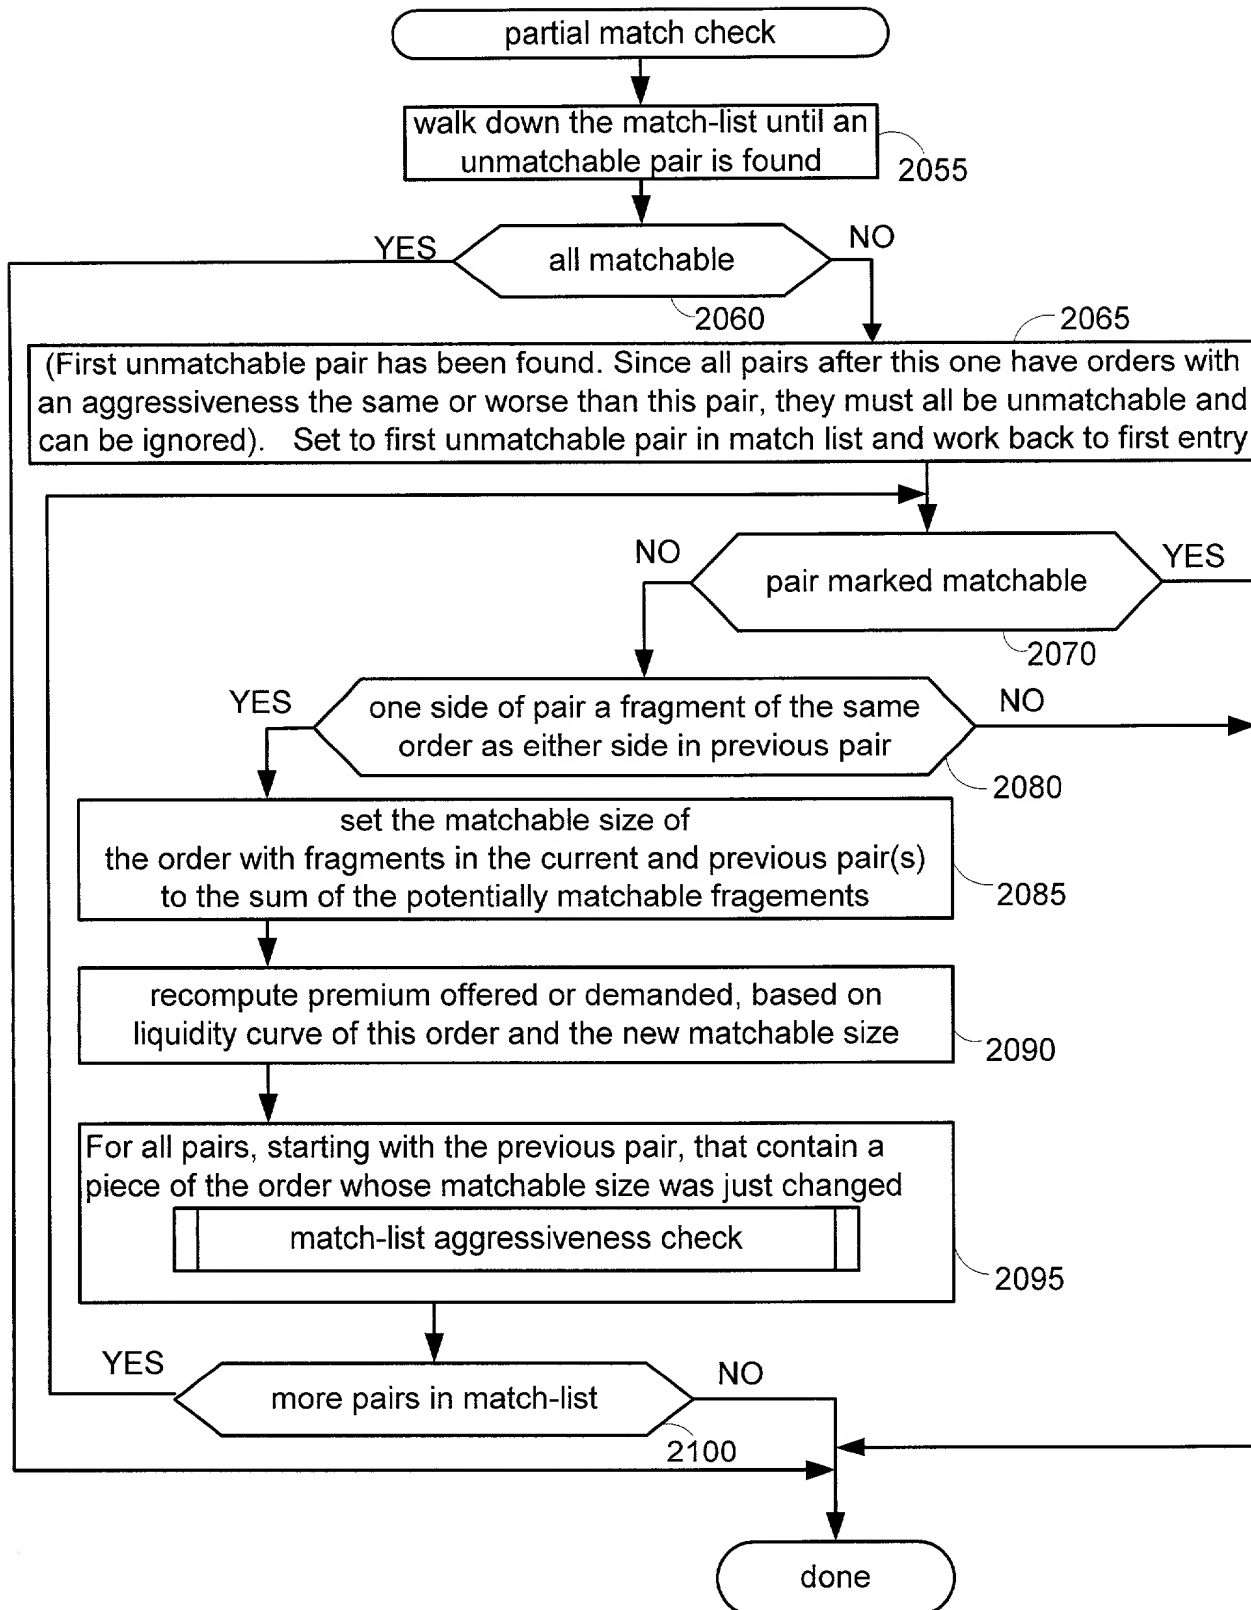 partial match check
walk down the match-list until an
unmatchable pair is found
2055
YES
NO
all matchable
2060
2065
(First unmatchable pair has been found. Since all pairs after this one have orders with
an aggressiveness the same or worse than this pair, they must all be unmatchable and
can be ignored). Set to first unmatchable pair in match list and work back to first entry
NO
YES
pair marked matchable
2070
YES
NO
one side of pair a fragment of the same
order as either side in previous pair
2080
set the matchable size of
the order with fragments in the current and previous pair(s)
to the sum of the potentially matchable fragements
2085
recompute premium offered or demanded, based on
liquidity curve of this order and the new matchable size
2090
For all pairs, starting with the previous pair, that contain a
piece of the order whose matchable size was just changed
match-list aggressiveness check
2095
YES
NO
more pairs in match-list
2100
done